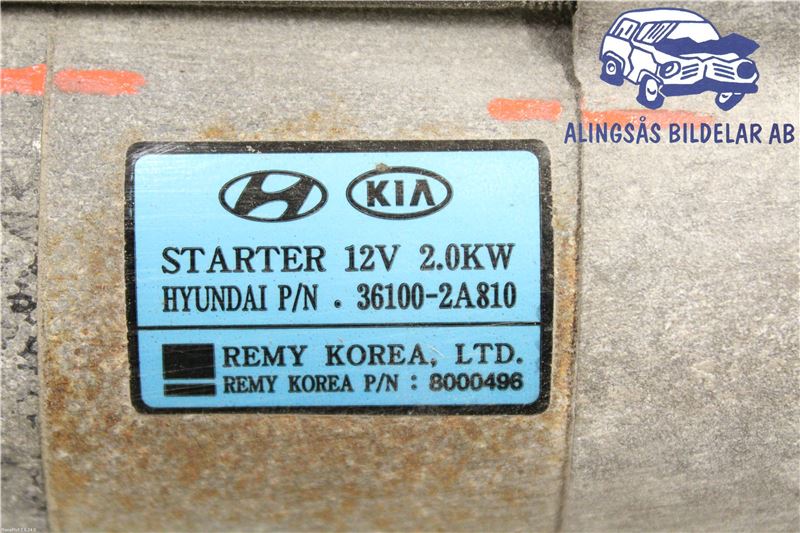 ALINGSÅS BILDELAR AB
KIA
STARTER 12V 2.0KW
HYUNDAI P/N . 36100-2A810
REMY KOREA, LTD.
REMY KOREA P/N : 8000496